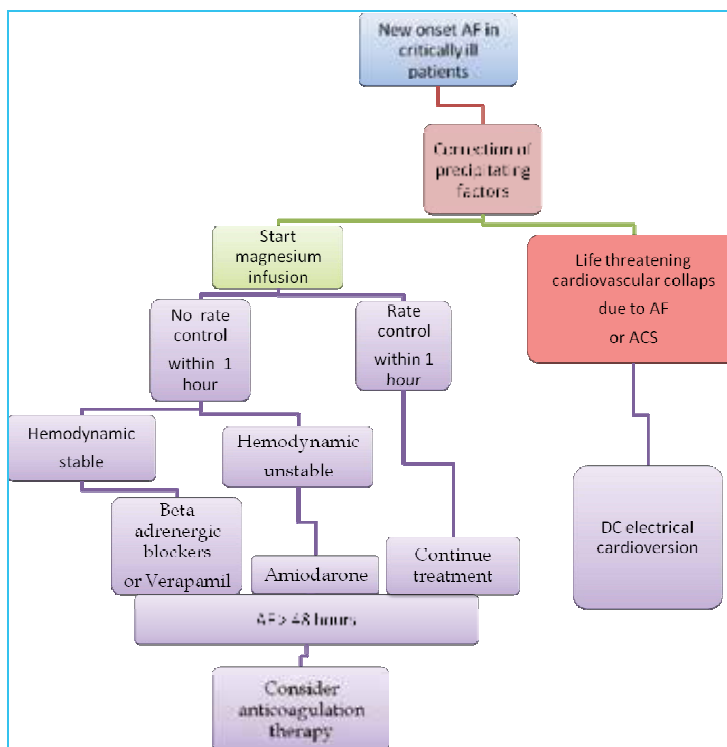 New onset AF in
critically ill
patients
Correction of
precipitating
factors
Start
magnesium
infusion
Life threatening
cardiovascular collaps
due to AF
or ACS
No rate
control
within 1
hour
Rate
control
within 1
hour
Hemodynamic
stable
Hemodynamic
unstable
Beta
adrenergic
blockers
or Verapamil
Amiodarone
Continue
treatment
DC electrical
cardioversion
AF > 48 hours
Consider
anticoagulation
therapy